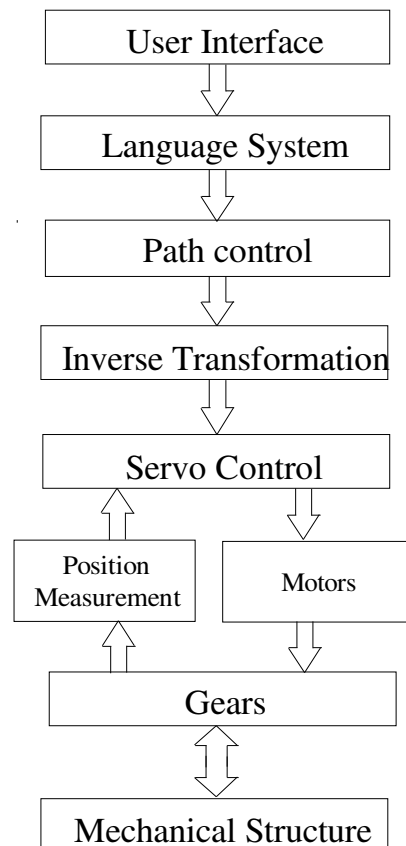 User Interface
Language System
Path control
Inverse Transformation
Servo Control
Position
Measurement
Motors
Gears
Mechanical Structure